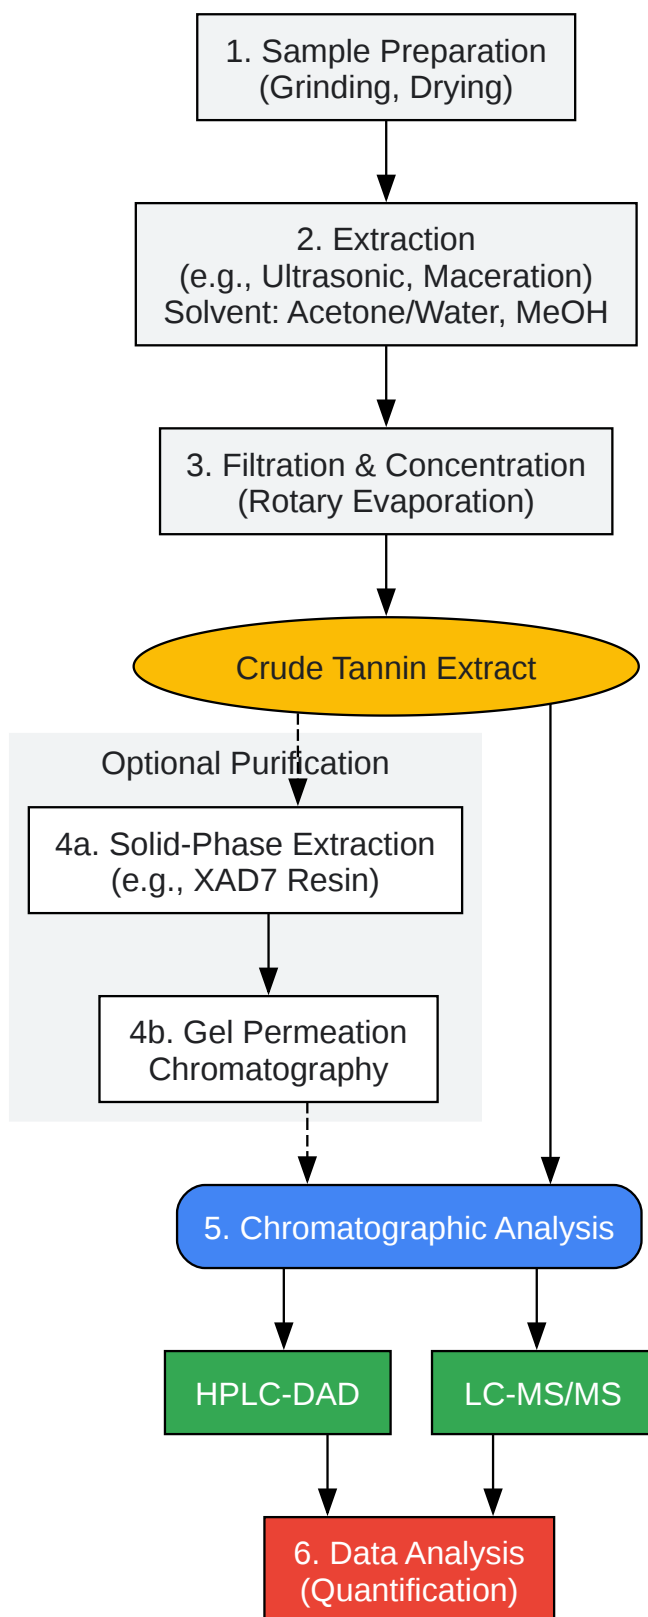 1. Sample Preparation
(Grinding, Drying)
2. Extraction
(e.g., Ultrasonic, Maceration)
Solvent: Acetone/Water, MeOH
3. Filtration & Concentration
(Rotary Evaporation)
Crude Tannin Extract
Optional Purification
4a. Solid-Phase Extraction
(e.g., XAD7 Resin)
4b. Gel Permeation
Chromatography
5. Chromatographic Analysis
HPLC-DAD
LC-MS/MS
6. Data Analysis
(Quantification)